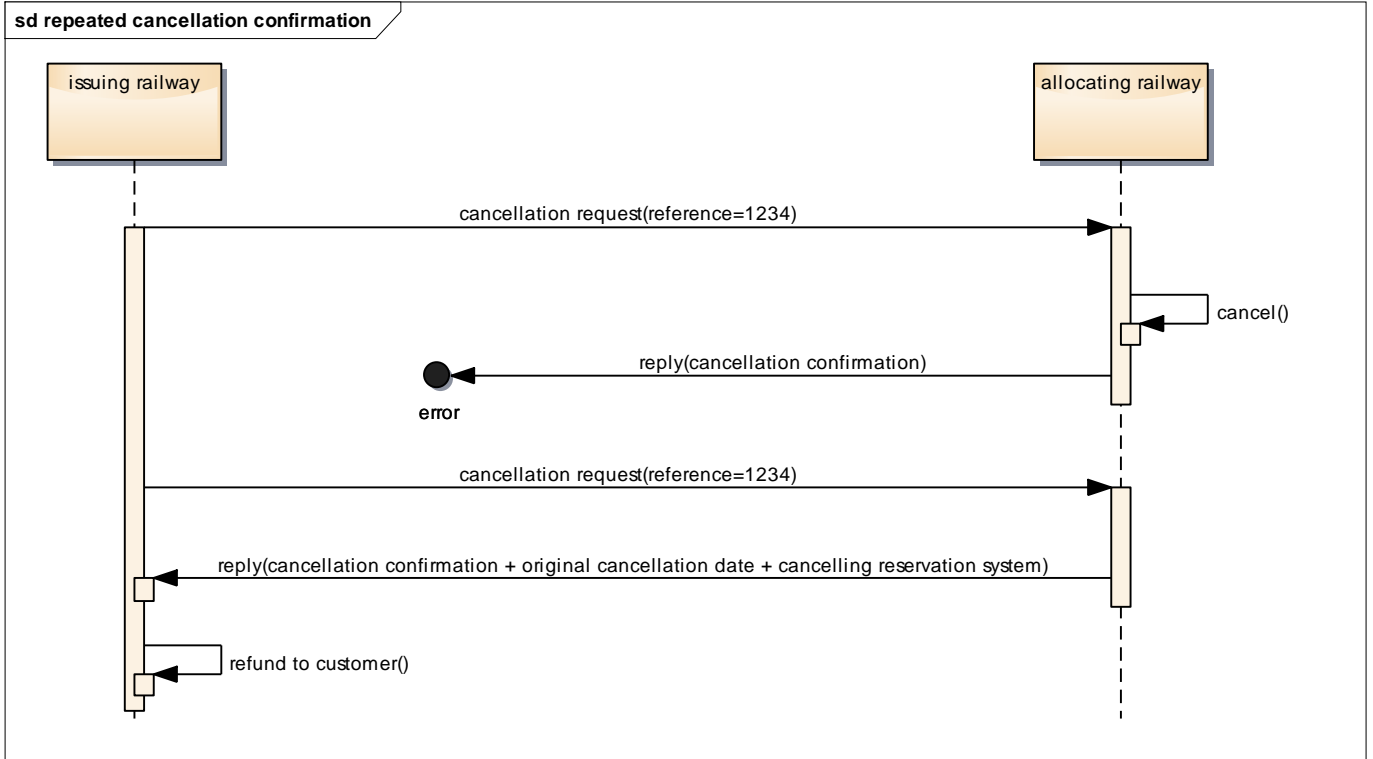 sd repeated cancellation confirmation
issuing railway
allocating railway
cancellation request(reference=1234)
cancel()
reply(cancellation confirmation)
error
cancellation request(reference=1234)
reply(cancellation confirmation + original cancellation date + cancelling reservation system)
refund to customer()